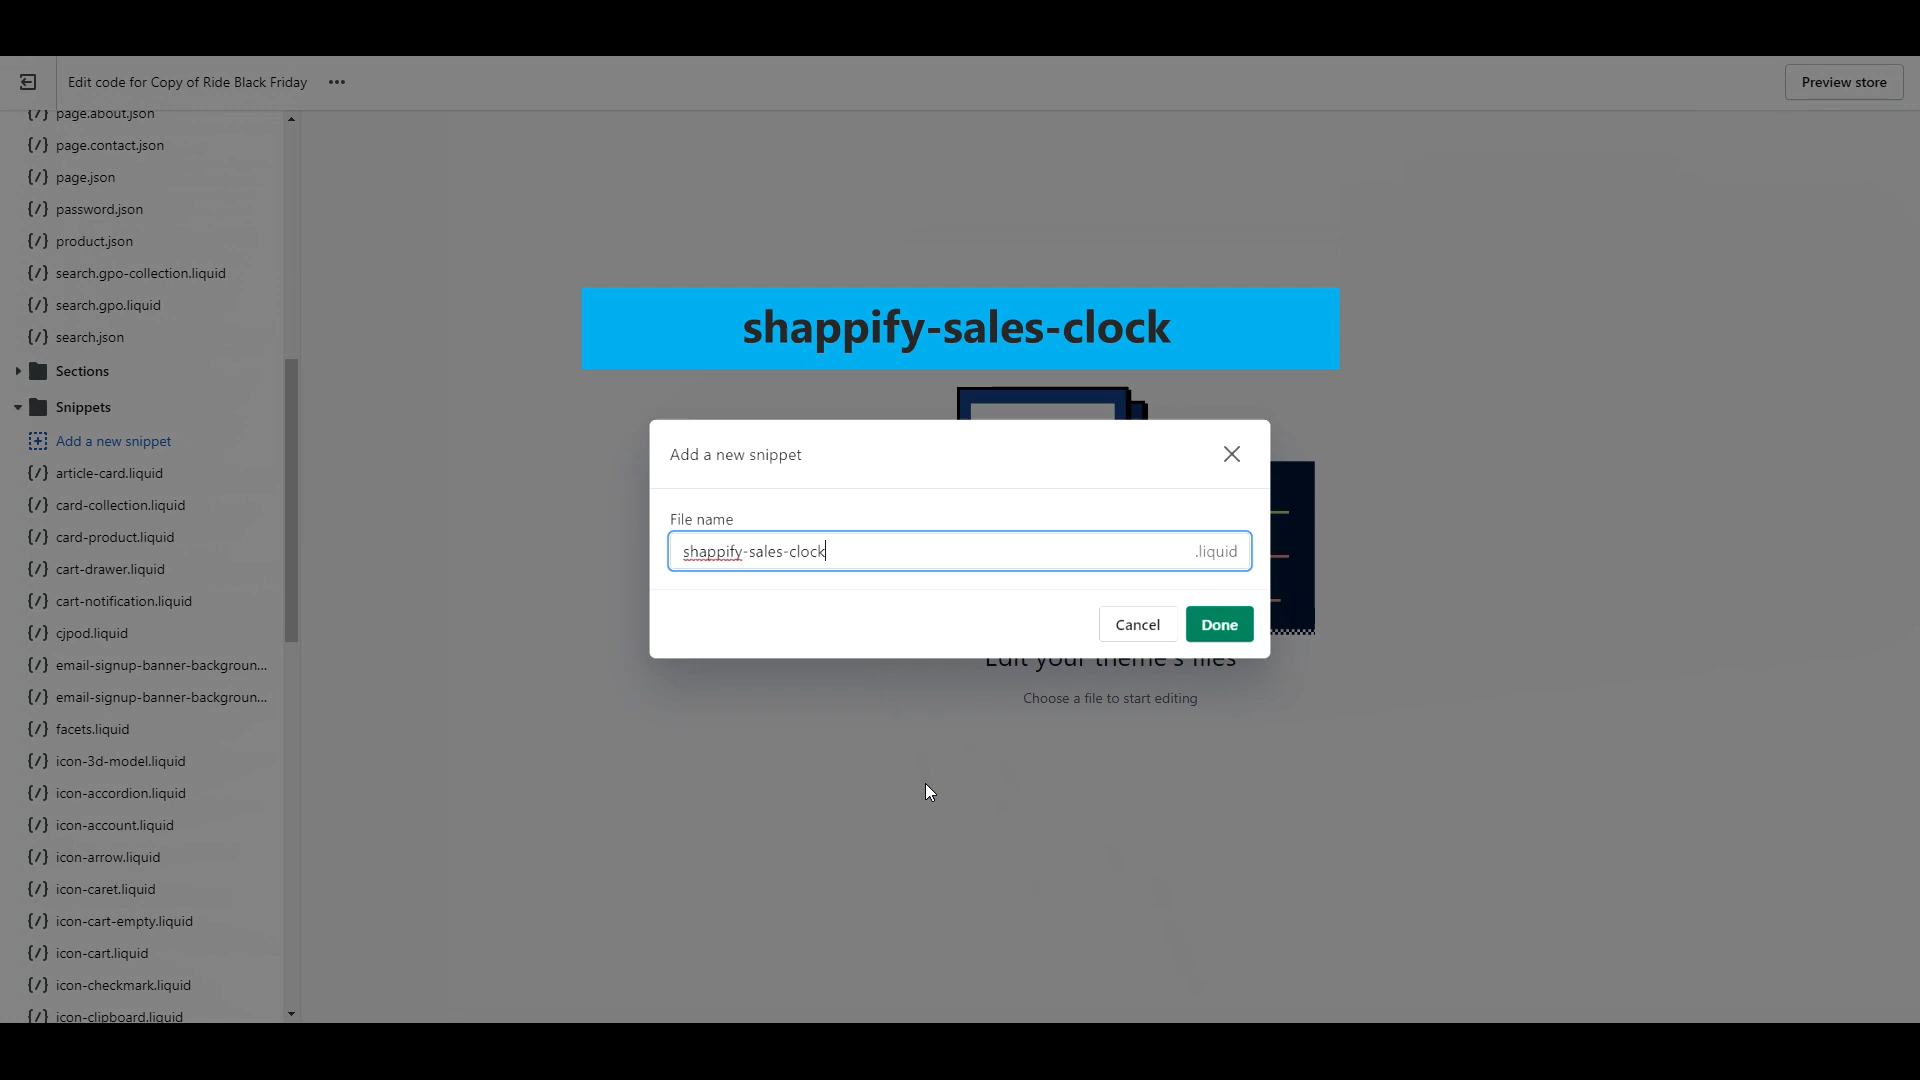 Edit code for Copy of Ride Black Friday
Preview store
page.about.json
page.contact.json
page.json
password.json
product.json
search.gpo-collection.liquid
search.gpo.liquid
search.json
Sections
Snippets
Add a new snippet
article-card.liquid
card-collection.liquid
card-product.liquid
cart-drawer.liquid
cart-notification.liquid
cjpod.liquid
email-signup-banner-backgroun...
email-signup-banner-backgroun...
facets.liquid
icon-3d-model.liquid
icon-accordion.liquid
icon-account.liquid
icon-arrow.liquid
icon-caret.liquid
icon-cart-empty.liquid
icon-cart.liquid
icon-checkmark.liquid
icon-clipboard.liquid
shappify-sales-clock
Add a new snippet
File name
shappify-sales-clock .liquid
Cancel Done
Edit your theme's files
Choose a file to start editing